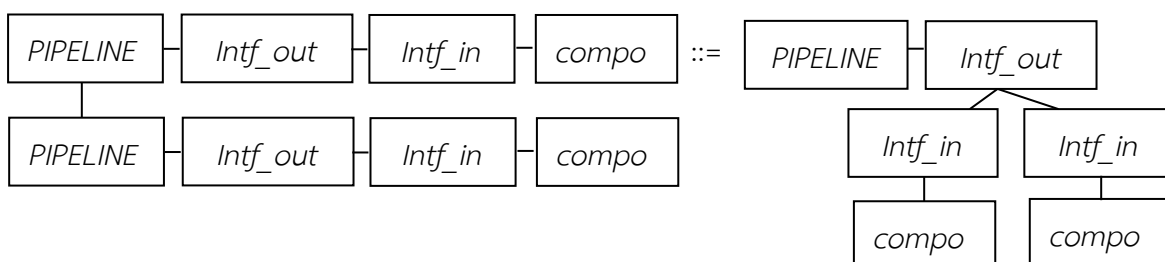 PIPELINE Intf_out Intf_in compo ::= PIPELINE Intf_out
PIPELINE Intf_out Intf_in compo Intf_in Intf_in
compo compo